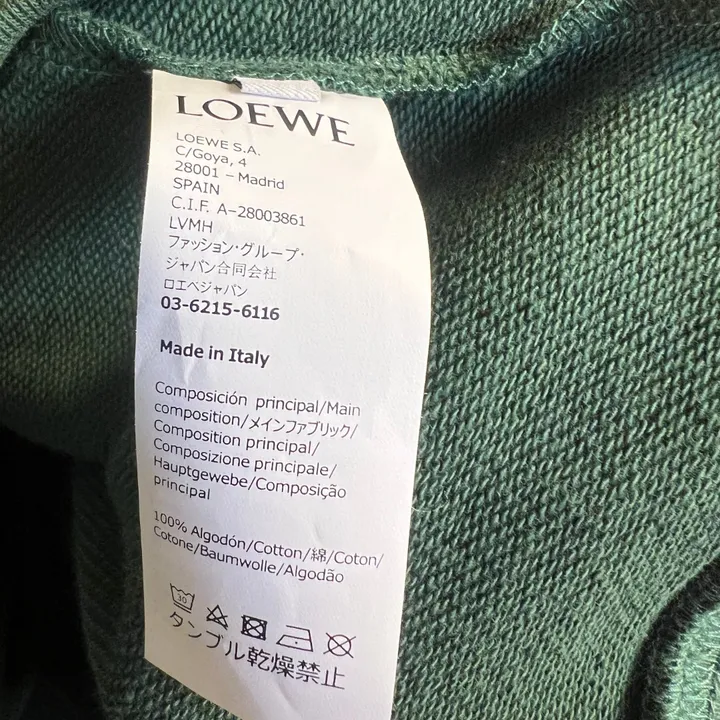 LOEWE
LOEWE S.A.
C/Goya, 4
28001 – Madrid
SPAIN
C.I.F. A–28003861
LVMH
ファッション・グループ・
ジャパン合同会社
ロエベジャパン
03-6215-6116
Made in Italy
Composición principal/Main
composition/メインファブリック/
Composition principal/
Composizione principale/
Hauptgewebe/Composição
principal
100% Algodón/Cotton/綿/Coton/
Cotone/Baumwolle/Algodão
30
タンブル乾燥禁止